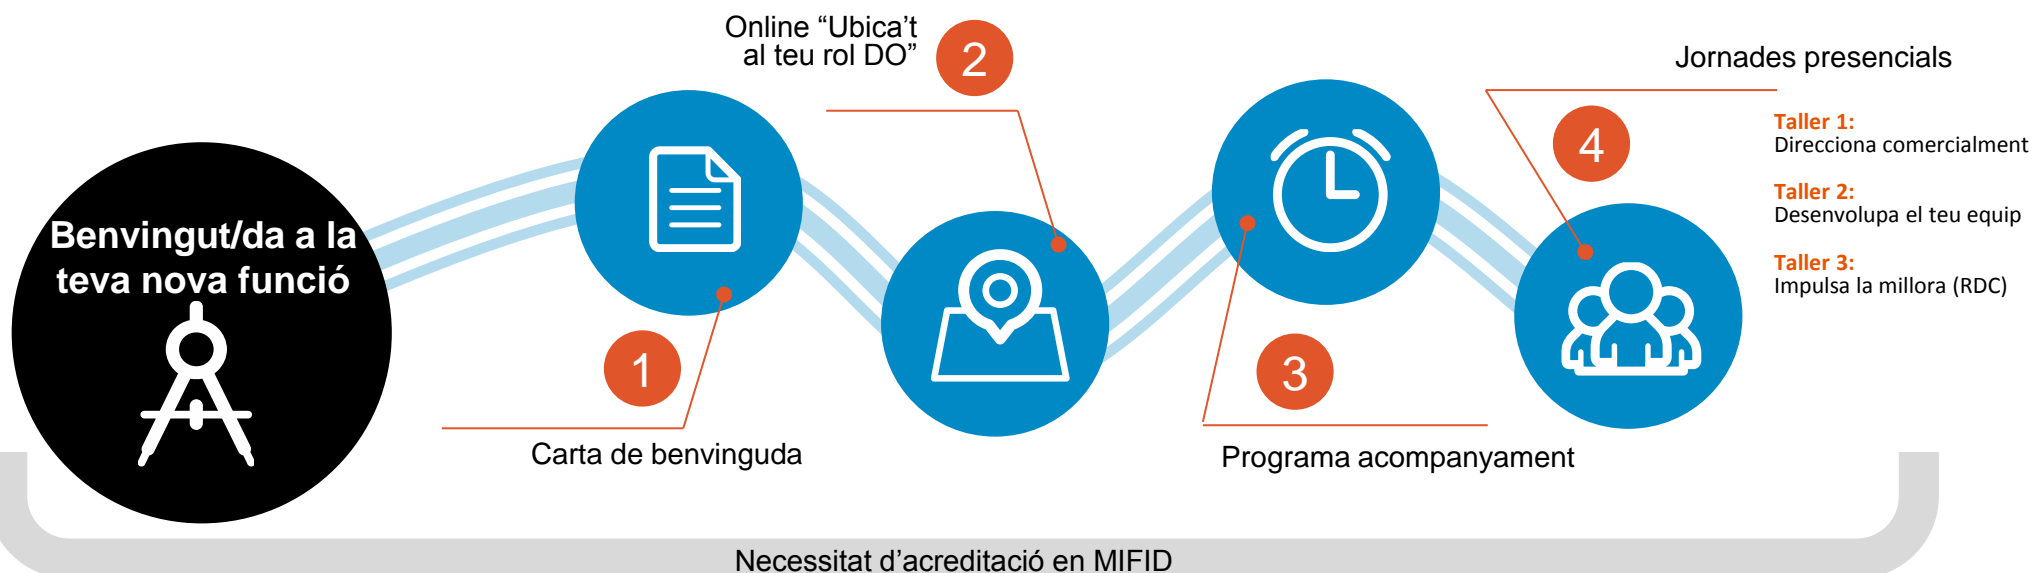 Benvingut/da a la
teva nova funció
1
Carta de benvinguda
Online “Ubica’t
al teu rol DO”
2
3
Programa acompanyament
Jornades presencials
4
Taller 1:
Direcciona comercialment
Taller 2:
Desenvolupa el teu equip
Taller 3:
Impulsa la millora (RDC)
Necessitat d’acreditació en MIFID